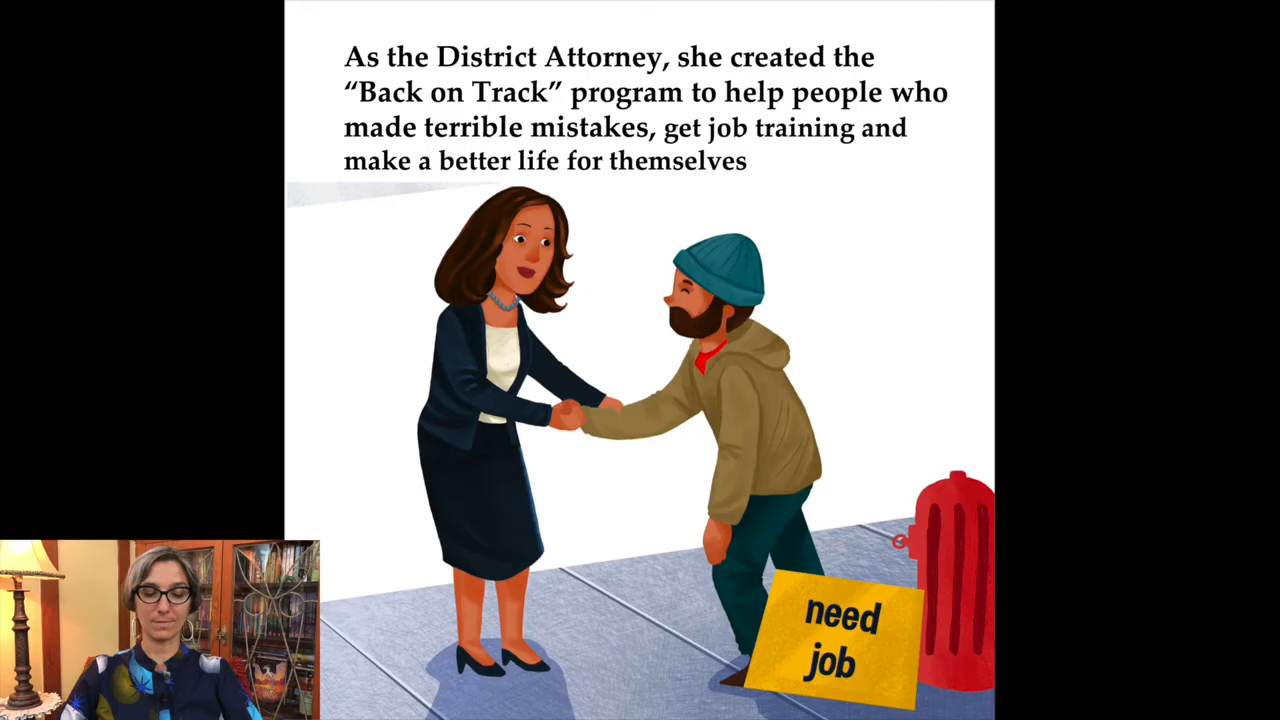 As the District Attorney, she created the
“Back on Track” program to help people who
made terrible mistakes, get job training and
make a better life for themselves
need
job